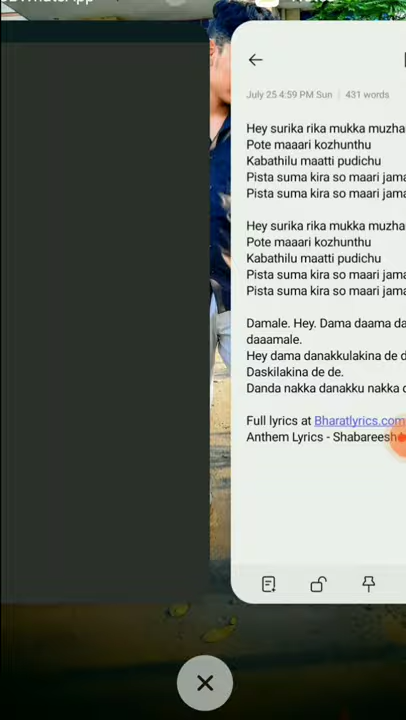 July 25 4:59 PM Sun | 431 words
Hey surika rika mukka muzha
Pote maaari kozhunthu
Kabathilu maatti pudichu
Pista suma kira so maari jama
Pista suma kira so maari jama
Hey surika rika mukka muzha
Pote maaari kozhunthu
Kabathilu maatti pudichu
Pista suma kira so maari jama
Pista suma kira so maari jama
Damale. Hey. Dama daama da
daaamale.
Hey dama danakkulakina de d
Daskilakina de de.
Danda nakka danakku nakka d
Full lyrics at Bharatlyrics.com
Anthem Lyrics - Shabareesh